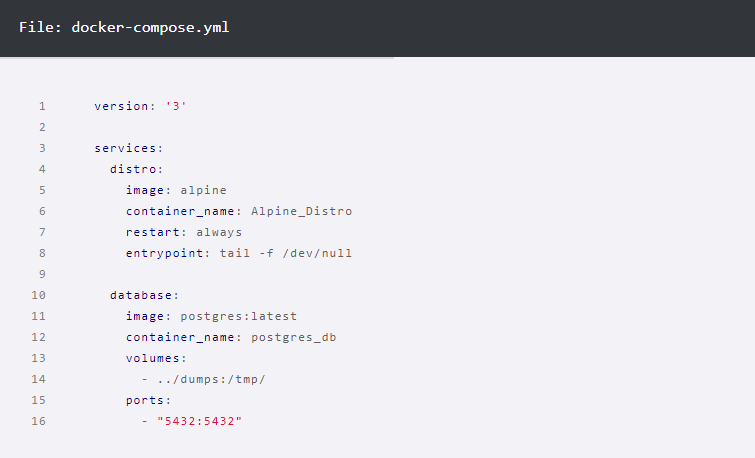 File: docker-compose.yml
1 version: '3'
2
3 services:
4   distro:
5     image: alpine
6     container_name: Alpine_Distro
7     restart: always
8     entrypoint: tail -f /dev/null
9
10   database:
11     image: postgres:latest
12     container_name: postgres_db
13     volumes:
14       - ../dumps:/tmp/
15     ports:
16       - "5432:5432"